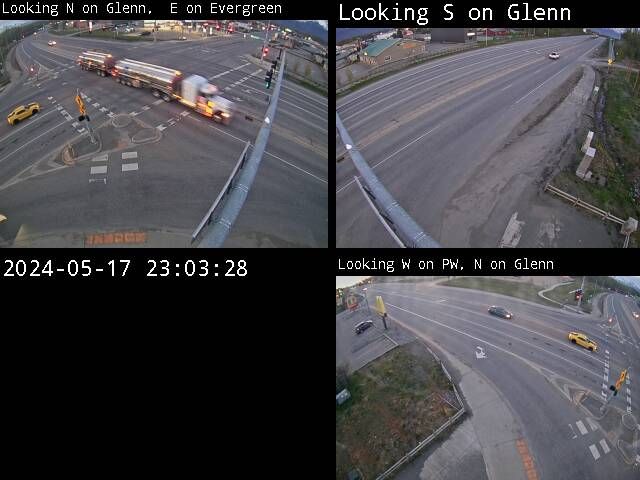 Looking N on Glenn,  E on Evergreen
Looking S on Glenn
2024-05-17 23:03:28
Looking W on PW, N on Glenn